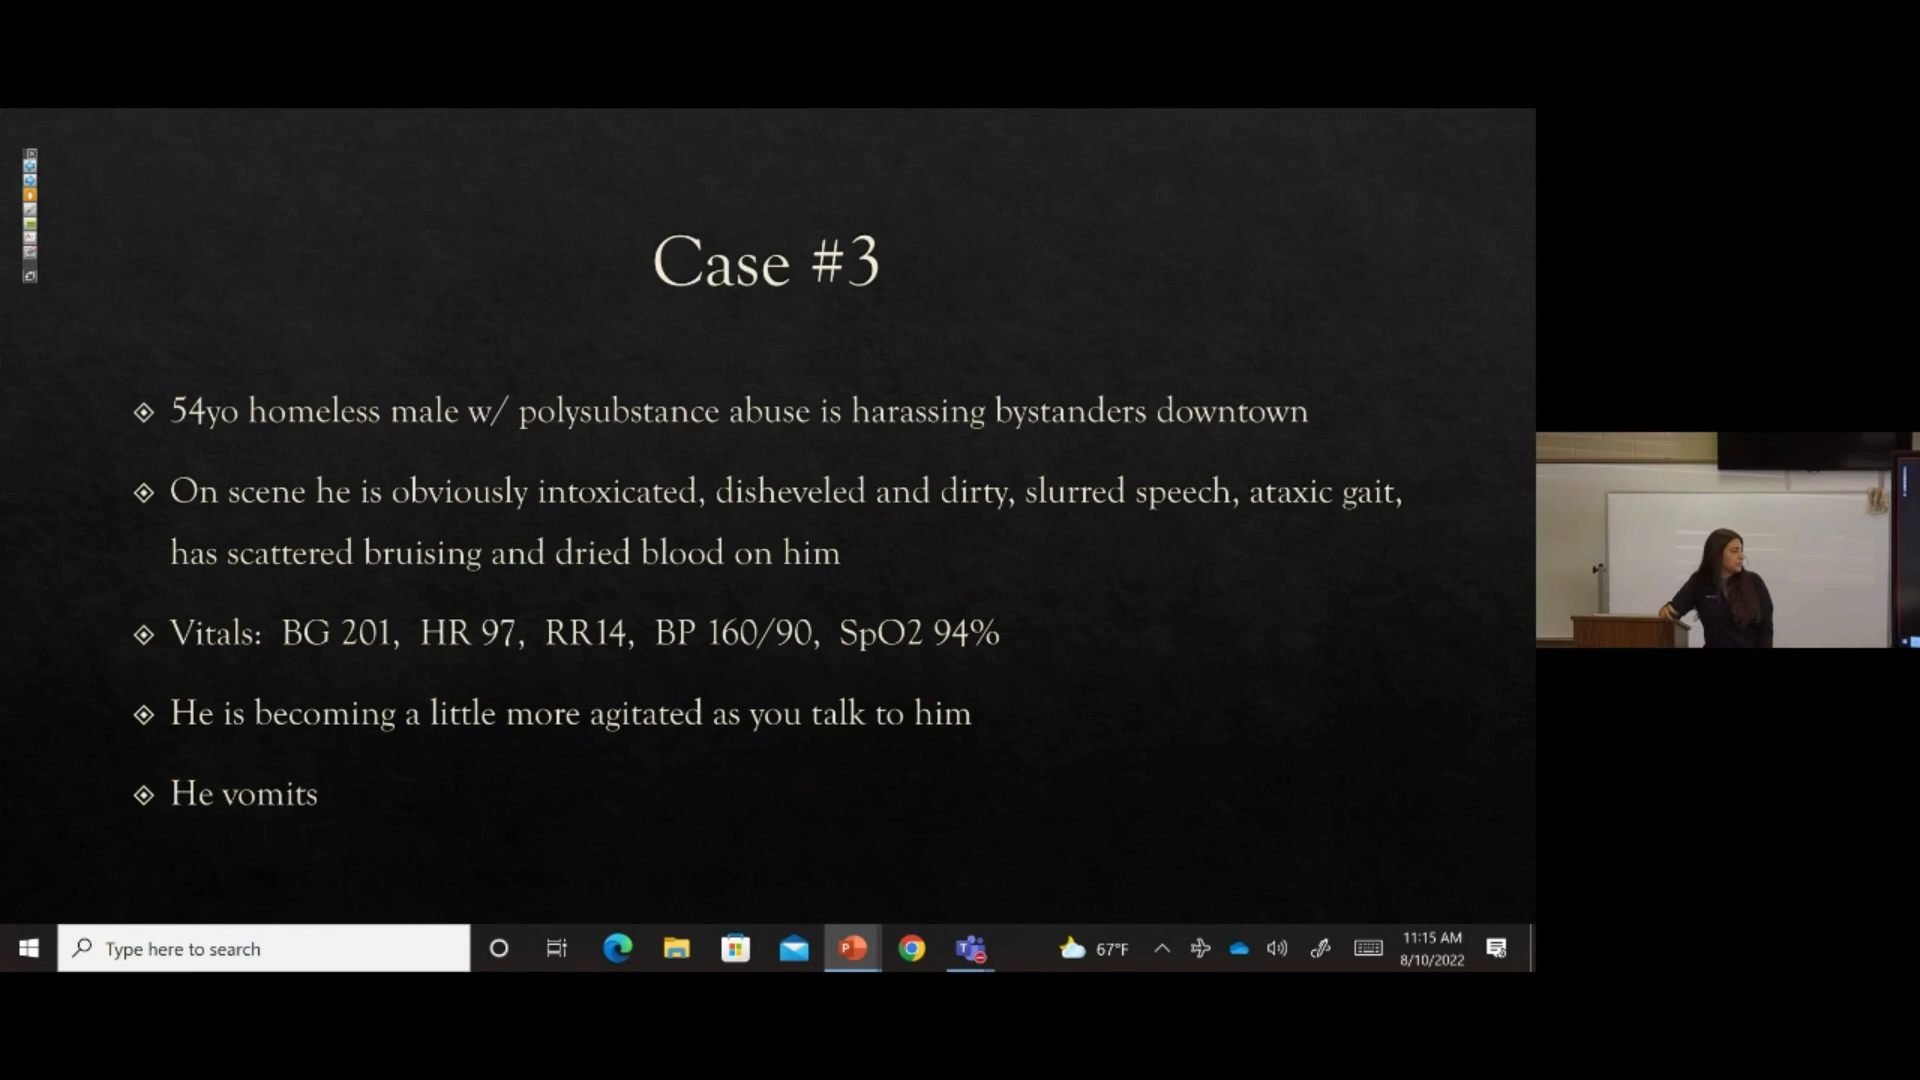 Case #3
54yo homeless male w/ polysubstance abuse is harassing bystanders downtown
On scene he is obviously intoxicated, disheveled and dirty, slurred speech, ataxic gait,
has scattered bruising and dried blood on him
Vitals: BG 201, HR 97, RR14, BP 160/90, SpO2 94%
He is becoming a little more agitated as you talk to him
He vomits
Type here to search
67°F
11:15 AM
8/10/2022